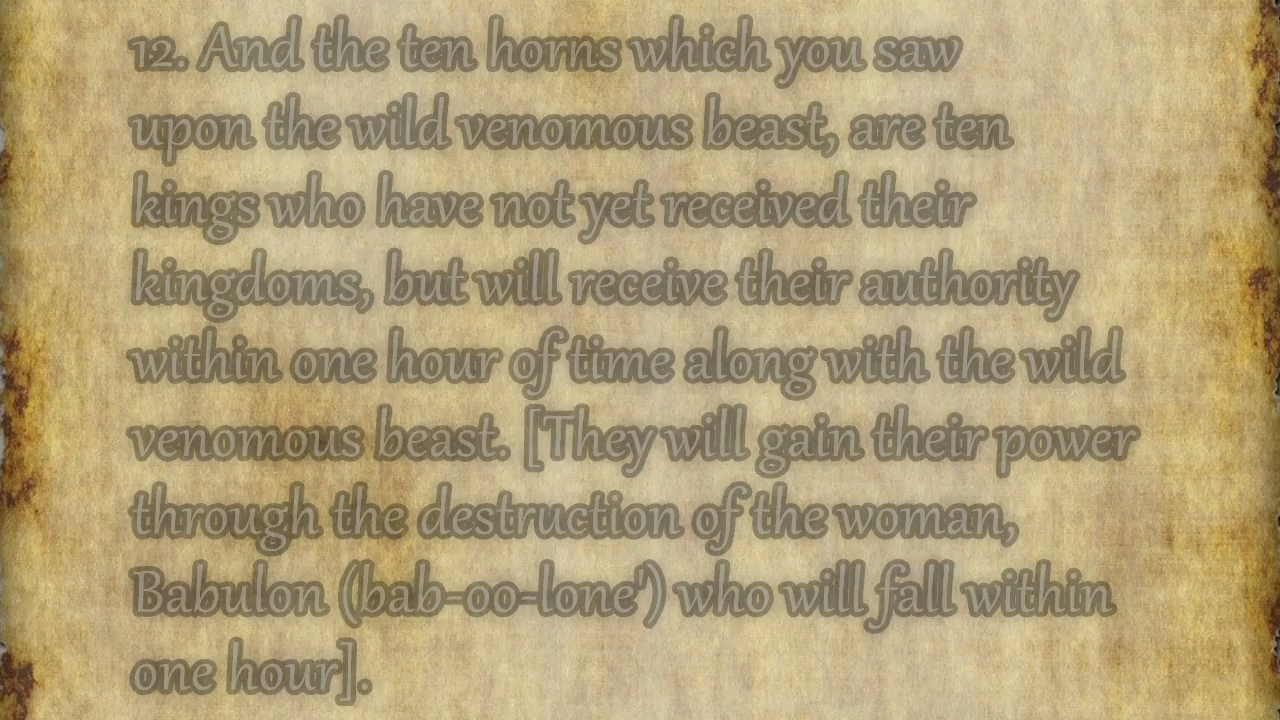 12. And the ten horns which you saw
upon the wild venomous beast, are ten
kings who have not yet received their
kingdoms, but will receive their authority
within one hour of time along with the wild
venomous beast. [They will gain their power
through the destruction of the woman,
Babulon (bab-oo-lone') who will fall within
one hour].